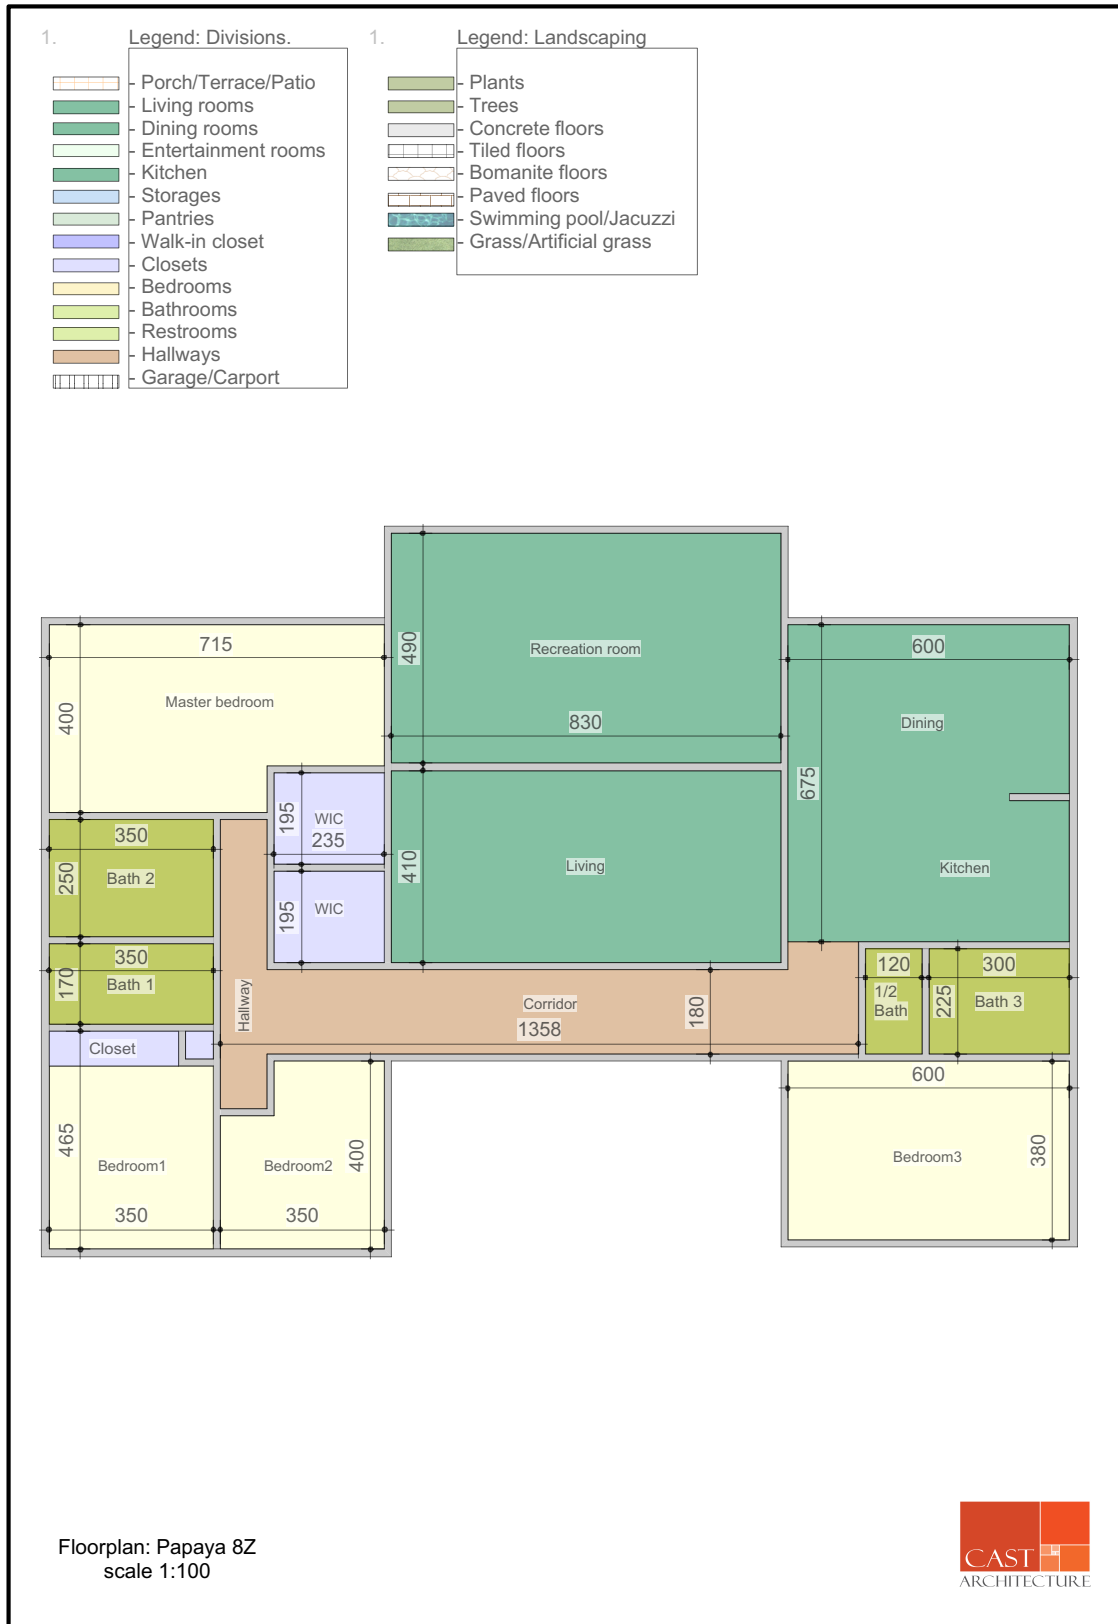 1. Legend: Divisions.
- Porch/Terrace/Patio
- Living rooms
- Dining rooms
- Entertainment rooms
- Kitchen
- Storages
- Pantries
- Walk-in closet
- Closets
- Bedrooms
- Bathrooms
- Restrooms
- Hallways
- Garage/Carport
1. Legend: Landscaping
- Plants
- Trees
- Concrete floors
- Tiled floors
- Bomanite floors
- Paved floors
- Swimming pool/Jacuzzi
- Grass/Artificial grass
715
400
Master bedroom
490
Recreation room
830
600
Dining
675
Kitchen
195
WIC
235
195
WIC
410
Living
350
250
Bath 2
350
170
Bath 1
Closet
Hallway
Corridor
1358
180
120
1/2
Bath
225
300
Bath 3
465
Bedroom1
350
Bedroom2
400
350
600
Bedroom3
380
Floorplan: Papaya 8Z
scale 1:100
CAST
ARCHITECTURE